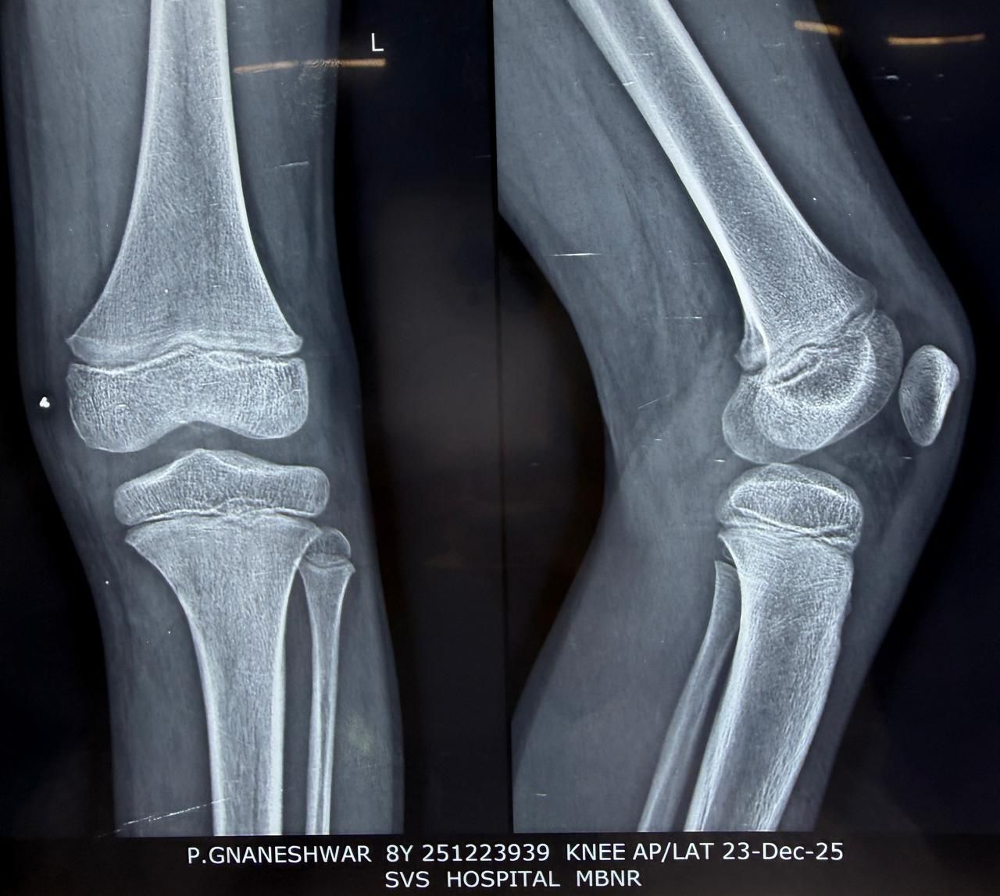 L
P.GNANESHWAR 8Y 251223939 KNEE AP/LAT 23-Dec-25
SVS HOSPITAL MBNR